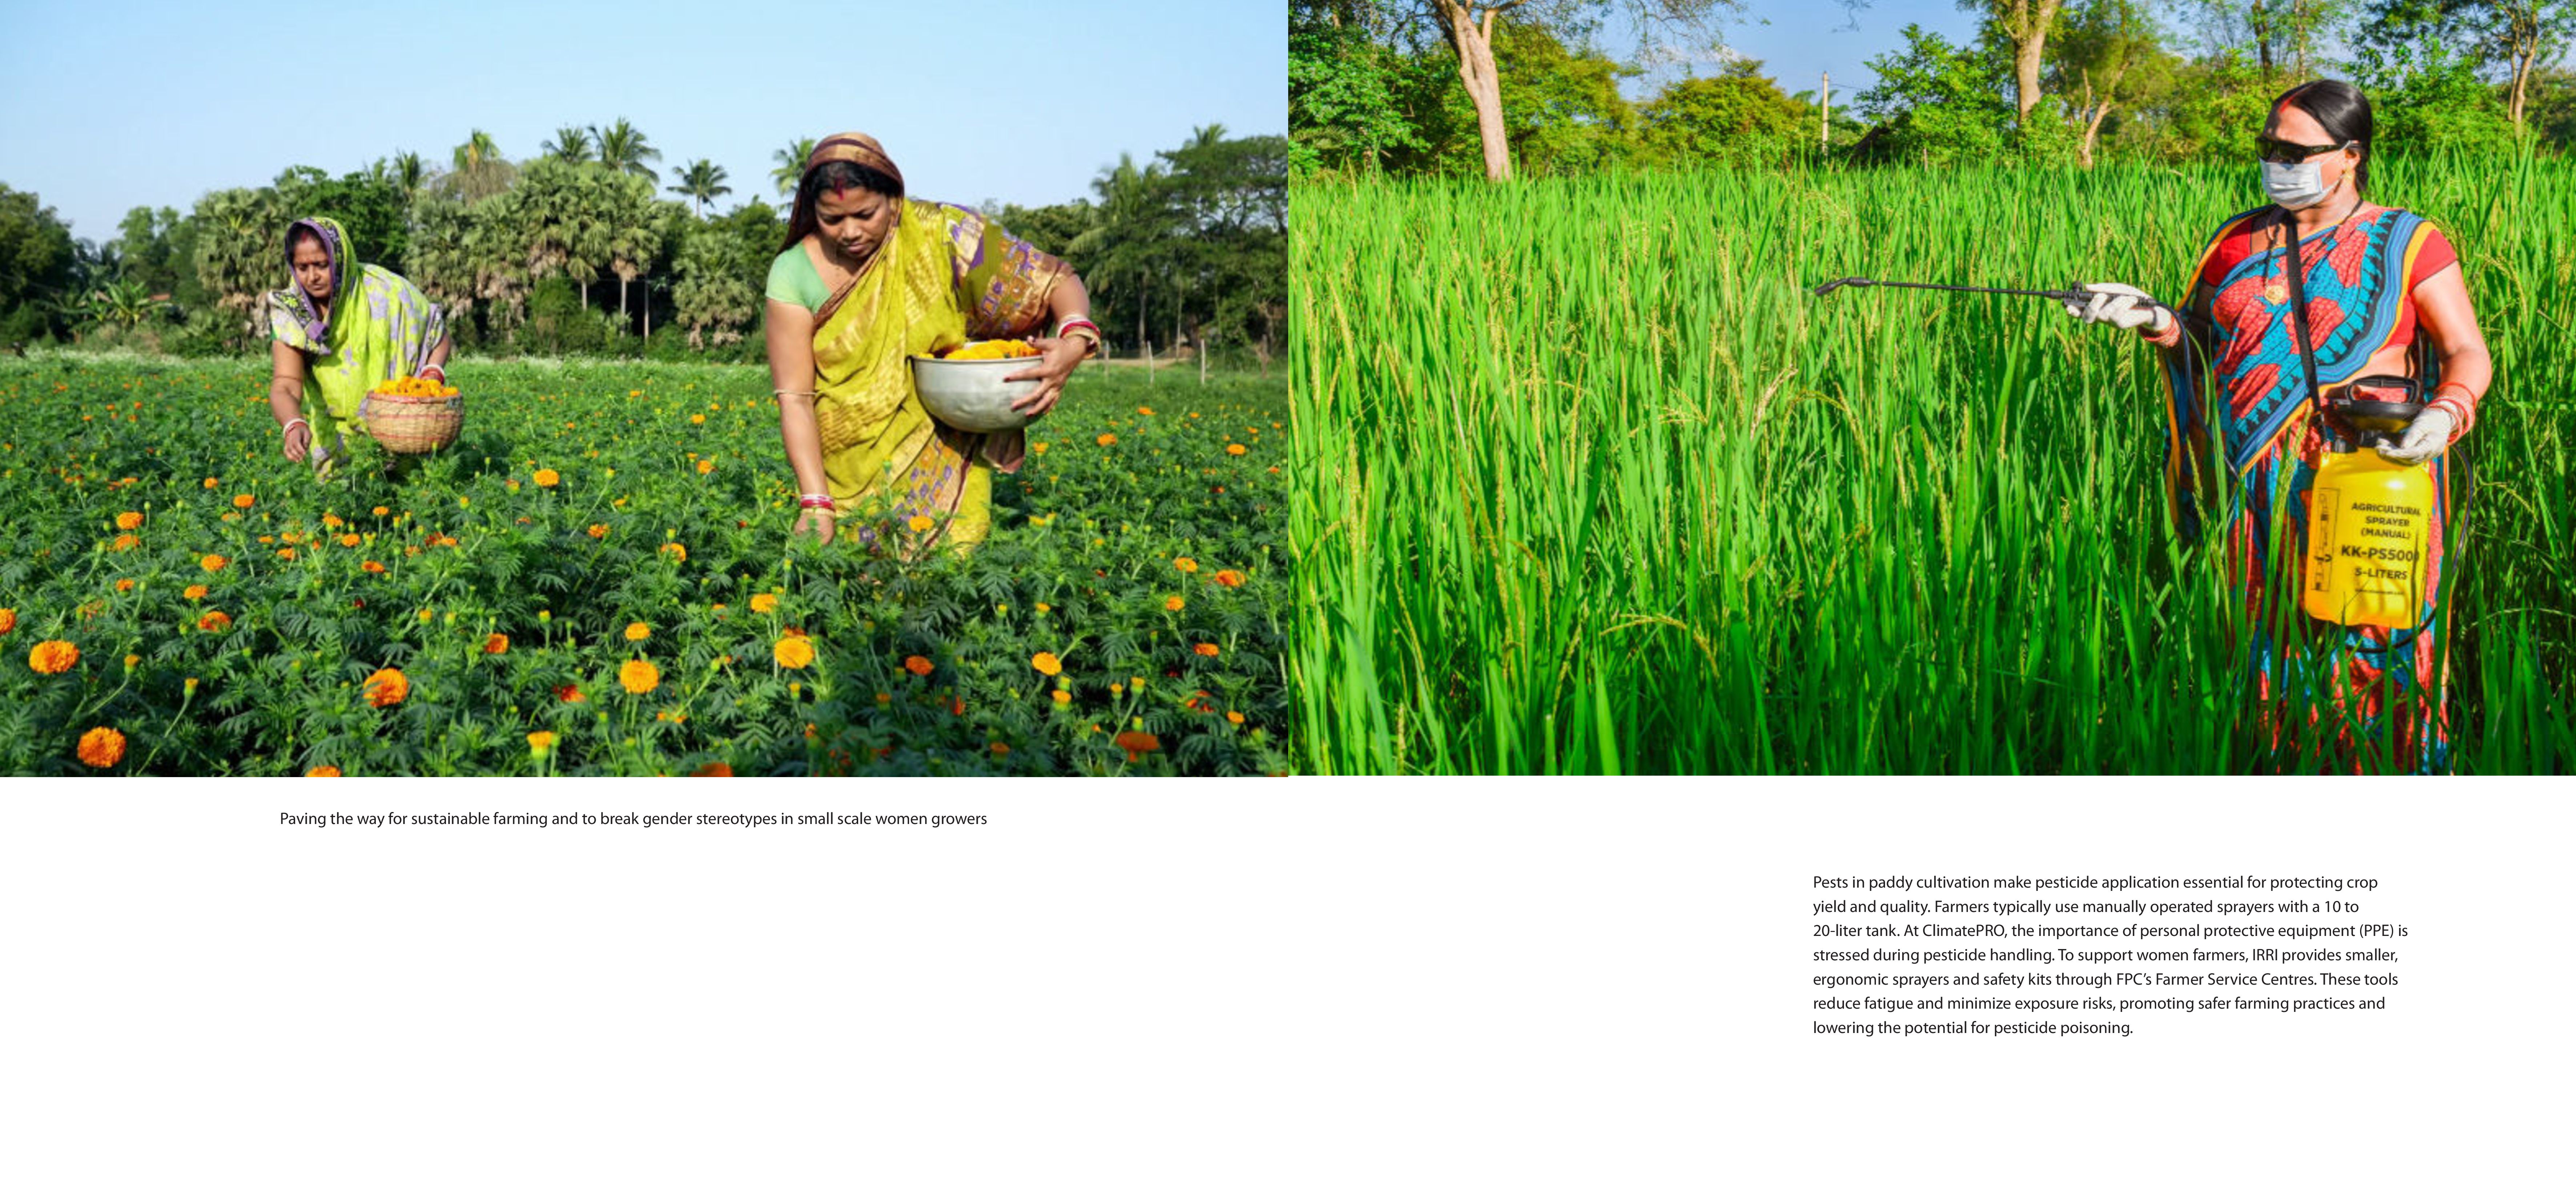 AGRICULTURAL
SPRAYER
(MANUAL)
KK-PS5000
5-LITERS
Paving the way for sustainable farming and to break gender stereotypes in small scale women growers
Pests in paddy cultivation make pesticide application essential for protecting crop
yield and quality. Farmers typically use manually operated sprayers with a 10 to
20-liter tank. At ClimatePRO, the importance of personal protective equipment (PPE) is
stressed during pesticide handling. To support women farmers, IRRI provides smaller,
ergonomic sprayers and safety kits through FPC’s Farmer Service Centres. These tools
reduce fatigue and minimize exposure risks, promoting safer farming practices and
lowering the potential for pesticide poisoning.